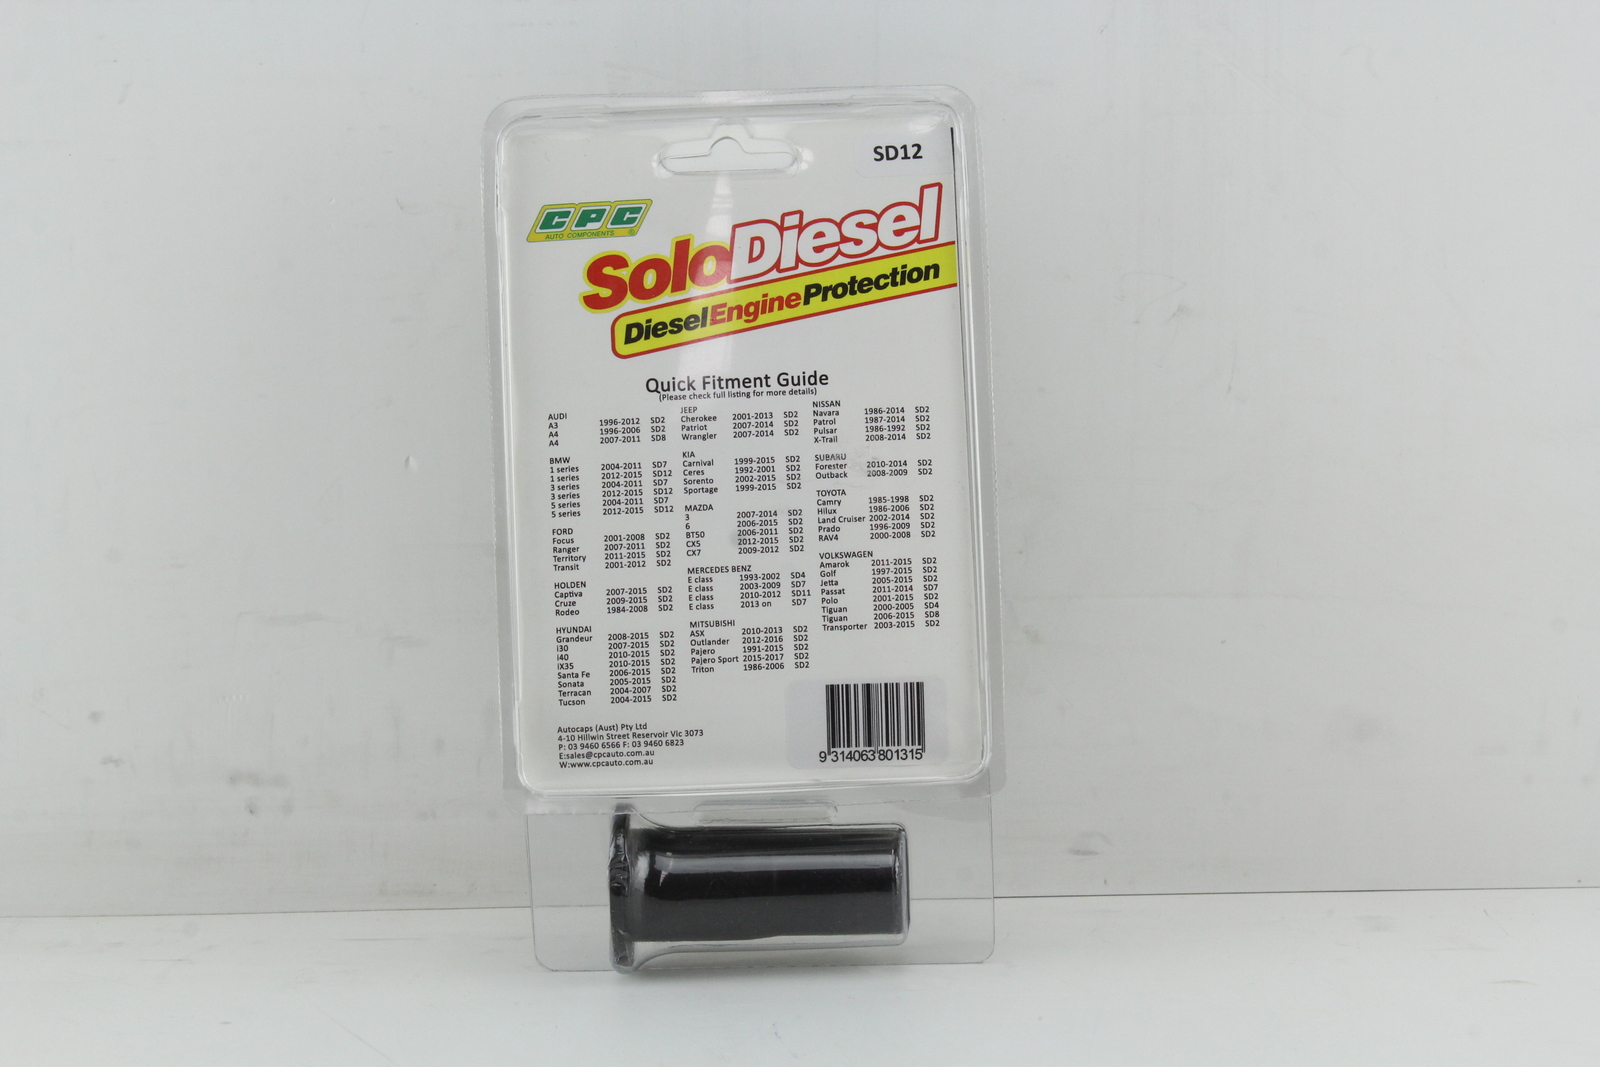 SD12
CPC
AUTO COMPONENTS ®
SoloDiesel
DieselEngineProtection
Quick Fitment Guide
(Please check full listing for more details)
AUDI
A3 1996-2012 SD2
A4 1996-2006 SD2
A4 2007-2011 SD8
BMW
1 series 2004-2011 SD7
1 series 2012-2015 SD12
3 series 2004-2011 SD7
3 series 2012-2015 SD12
5 series 2004-2011 SD7
5 series 2012-2015 SD12
FORD
Focus 2001-2008 SD2
Ranger 2007-2011 SD2
Territory 2011-2015 SD2
Transit 2001-2012 SD2
HOLDEN
Captiva 2007-2015 SD2
Cruze 2009-2015 SD2
Rodeo 1984-2008 SD2
HYUNDAI
Grandeur 2008-2015 SD2
i30 2007-2015 SD2
i40 2010-2015 SD2
IX35 2010-2015 SD2
Santa Fe 2006-2015 SD2
Sonata 2005-2015 SD2
Terracan 2004-2007 SD2
Tucson 2004-2015 SD2
JEEP
Cherokee 2001-2013 SD2
Patriot 2007-2014 SD2
Wrangler 2007-2014 SD2
KIA
Carnival 1999-2015 SD2
Ceres 1992-2001 SD2
Sorento 2002-2015 SD2
Sportage 1999-2015 SD2
MAZDA
3 2007-2014 SD2
6 2006-2015 SD2
BT50 2006-2011 SD2
CX5 2012-2015 SD2
CX7 2009-2012 SD2
MERCEDES BENZ
E class 1993-2002 SD4
E class 2003-2009 SD7
E class 2010-2012 SD11
E class 2013 on SD7
MITSUBISHI
ASX 2010-2013 SD2
Outlander 2012-2016 SD2
Pajero 1991-2015 SD2
Pajero Sport 2015-2017 SD2
Triton 1986-2006 SD2
NISSAN
Navara 1986-2014 SD2
Patrol 1987-2014 SD2
Pulsar 1986-1992 SD2
X-Trail 2008-2014 SD2
SUBARU
Forester 2010-2014 SD2
Outback 2008-2009 SD2
TOYOTA
Camry 1985-1998 SD2
Hilux 1986-2006 SD2
Land Cruiser 2002-2014 SD2
Prado 1996-2009 SD2
RAV4 2000-2008 SD2
VOLKSWAGEN
Amarok 2011-2015 SD2
Golf 1997-2015 SD2
Jetta 2005-2015 SD2
Passat 2011-2014 SD7
Polo 2001-2015 SD2
Tiguan 2000-2005 SD4
Tiguan 2006-2015 SD8
Transporter 2003-2015 SD2
Autocaps (Aust) Pty Ltd
4-10 Hillwin Street Reservoir Vic 3073
P: 03 9460 6566 F: 03 9460 6823
E:sales@cpcauto.com.au
W:www.cpcauto.com.au
9 314063 801315